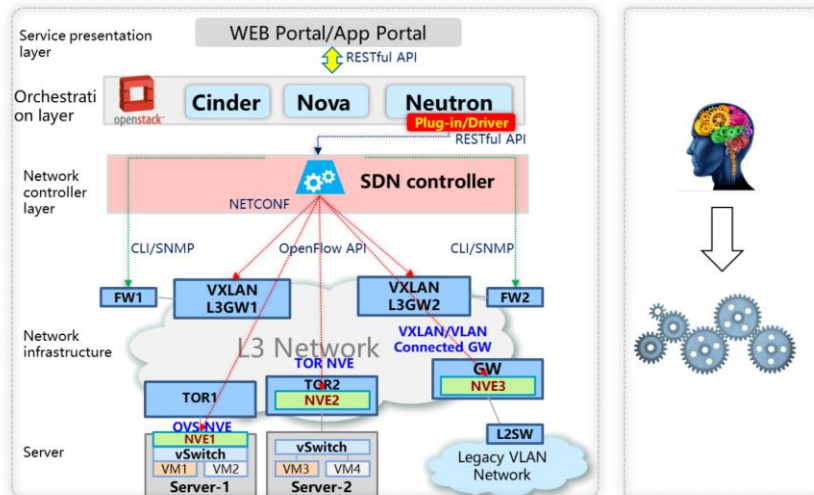 Service presentation
layer
WEB Portal/App Portal
RESTful API
Orchestrati
on layer
openstack
Cinder
Nova
Neutron
Plug-in/Driver
RESTful API
Network
controller
layer
SDN controller
NETCONF
CLI/SNMP
OpenFlow API
CLI/SNMP
FW1
VXLAN
L3GW1
VXLAN
L3GW2
FW2
Network
infrastructure
L3 Network
VXLAN/VLAN
Connected GW
TOR NVE
TOR1
TOR2
NVE2
GW
NVE3
OVS NVE
NVE1
L2SW
Server
vSwitch
VM1
VM2
Server-1
vSwitch
VM3
VM4
Server-2
Legacy VLAN
Network